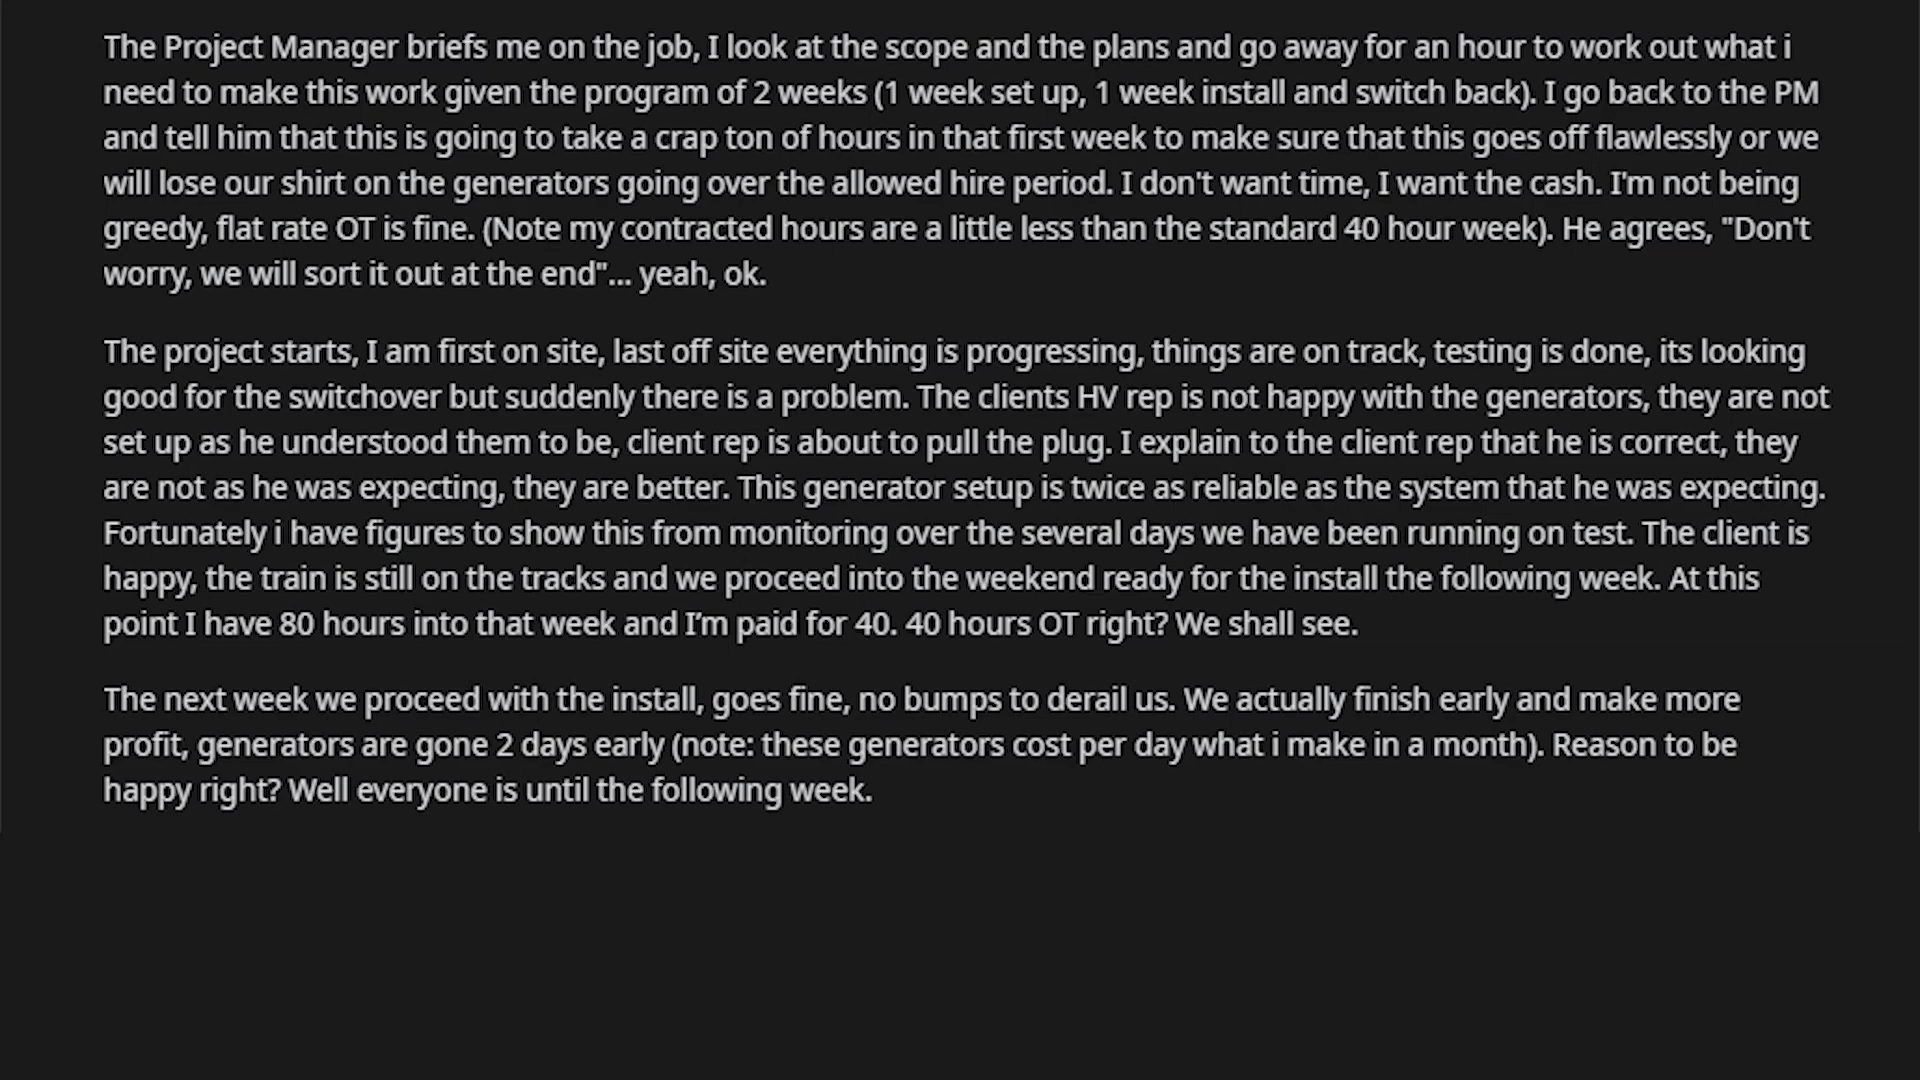 The Project Manager briefs me on the job, I look at the scope and the plans and go away for an hour to work out what i
need to make this work given the program of 2 weeks (1 week set up, 1 week install and switch back). I go back to the PM
and tell him that this is going to take a crap ton of hours in that first week to make sure that this goes off flawlessly or we
will lose our shirt on the generators going over the allowed hire period. I don't want time, I want the cash. I'm not being
greedy, flat rate OT is fine. (Note my contracted hours are a little less than the standard 40 hour week). He agrees, "Don't
worry, we will sort it out at the end"... yeah, ok.
The project starts, I am first on site, last off site everything is progressing, things are on track, testing is done, its looking
good for the switchover but suddenly there is a problem. The clients HV rep is not happy with the generators, they are not
set up as he understood them to be, client rep is about to pull the plug. I explain to the client rep that he is correct, they
are not as he was expecting, they are better. This generator setup is twice as reliable as the system that he was expecting.
Fortunately i have figures to show this from monitoring over the several days we have been running on test. The client is
happy, the train is still on the tracks and we proceed into the weekend ready for the install the following week. At this
point I have 80 hours into that week and I’m paid for 40. 40 hours OT right? We shall see.
The next week we proceed with the install, goes fine, no bumps to derail us. We actually finish early and make more
profit, generators are gone 2 days early (note: these generators cost per day what i make in a month). Reason to be
happy right? Well everyone is until the following week.